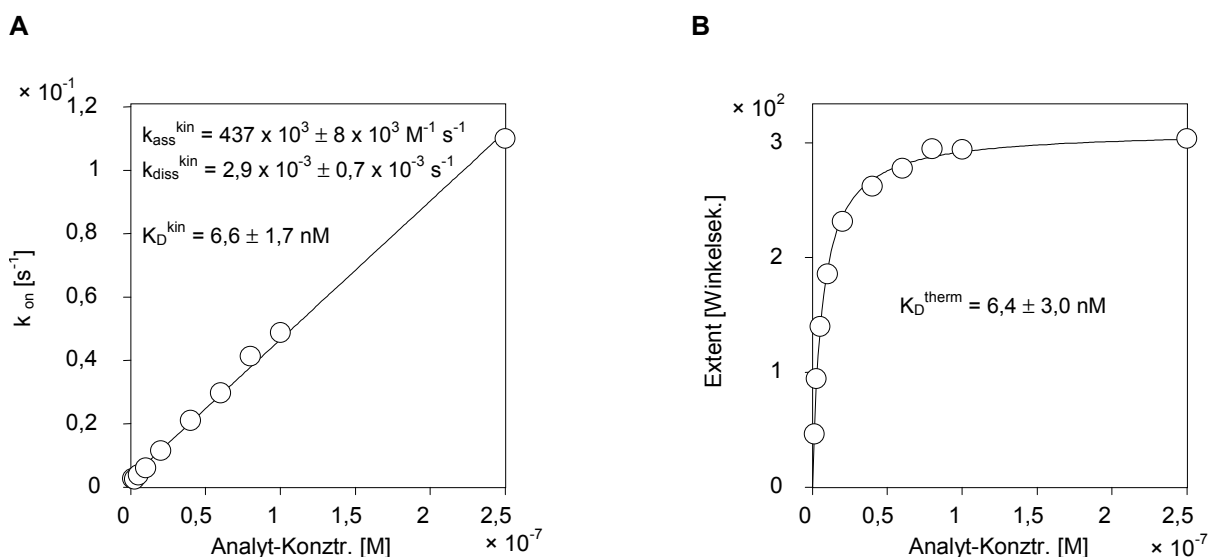 A
× 10⁻¹
1,2
1
0,8
0,6
0,4
0,2
0
k on [s⁻¹]
k_ass^kin = 437 x 10³ ± 8 x 10³ M⁻¹ s⁻¹
k_diss^kin = 2,9 x 10⁻³ ± 0,7 x 10⁻³ s⁻¹
K_D^kin = 6,6 ± 1,7 nM
0 0,5 1 1,5 2 2,5
Analyt-Konztr. [M] × 10⁻⁷
B
× 10²
3
2
1
0
Extent [Winkelsek.]
K_D^therm = 6,4 ± 3,0 nM
0 0,5 1 1,5 2 2,5
Analyt-Konztr. [M] × 10⁻⁷